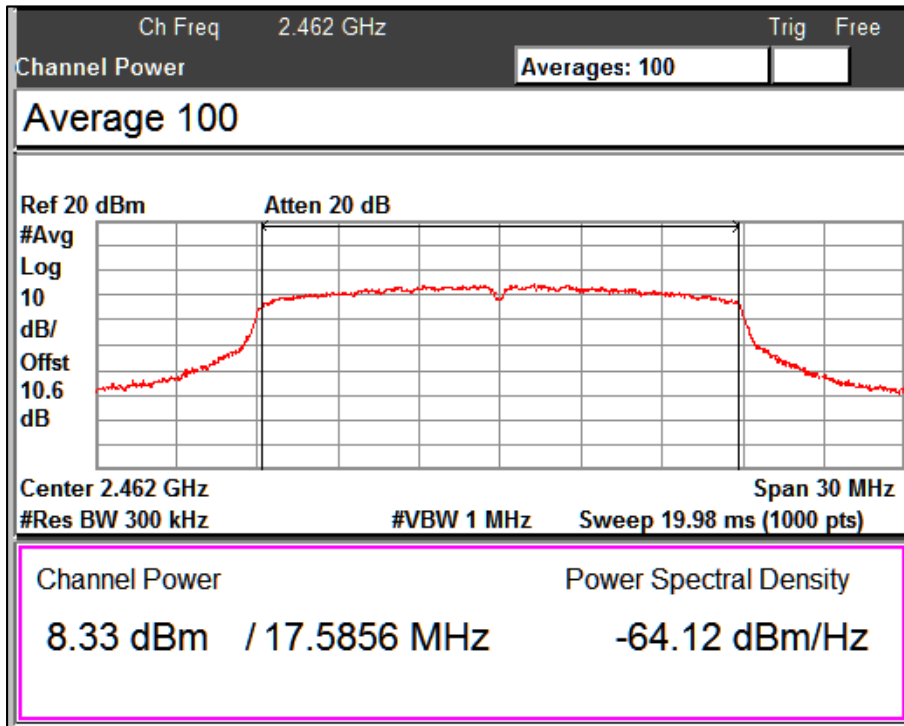 Ch Freq 2.462 GHz Trig Free
Channel Power Averages: 100
Average 100
Ref 20 dBm Atten 20 dB
#Avg
Log
10
dB/
Offst
10.6
dB
Center 2.462 GHz Span 30 MHz
#Res BW 300 kHz #VBW 1 MHz Sweep 19.98 ms (1000 pts)
Channel Power Power Spectral Density
8.33 dBm / 17.5856 MHz -64.12 dBm/Hz